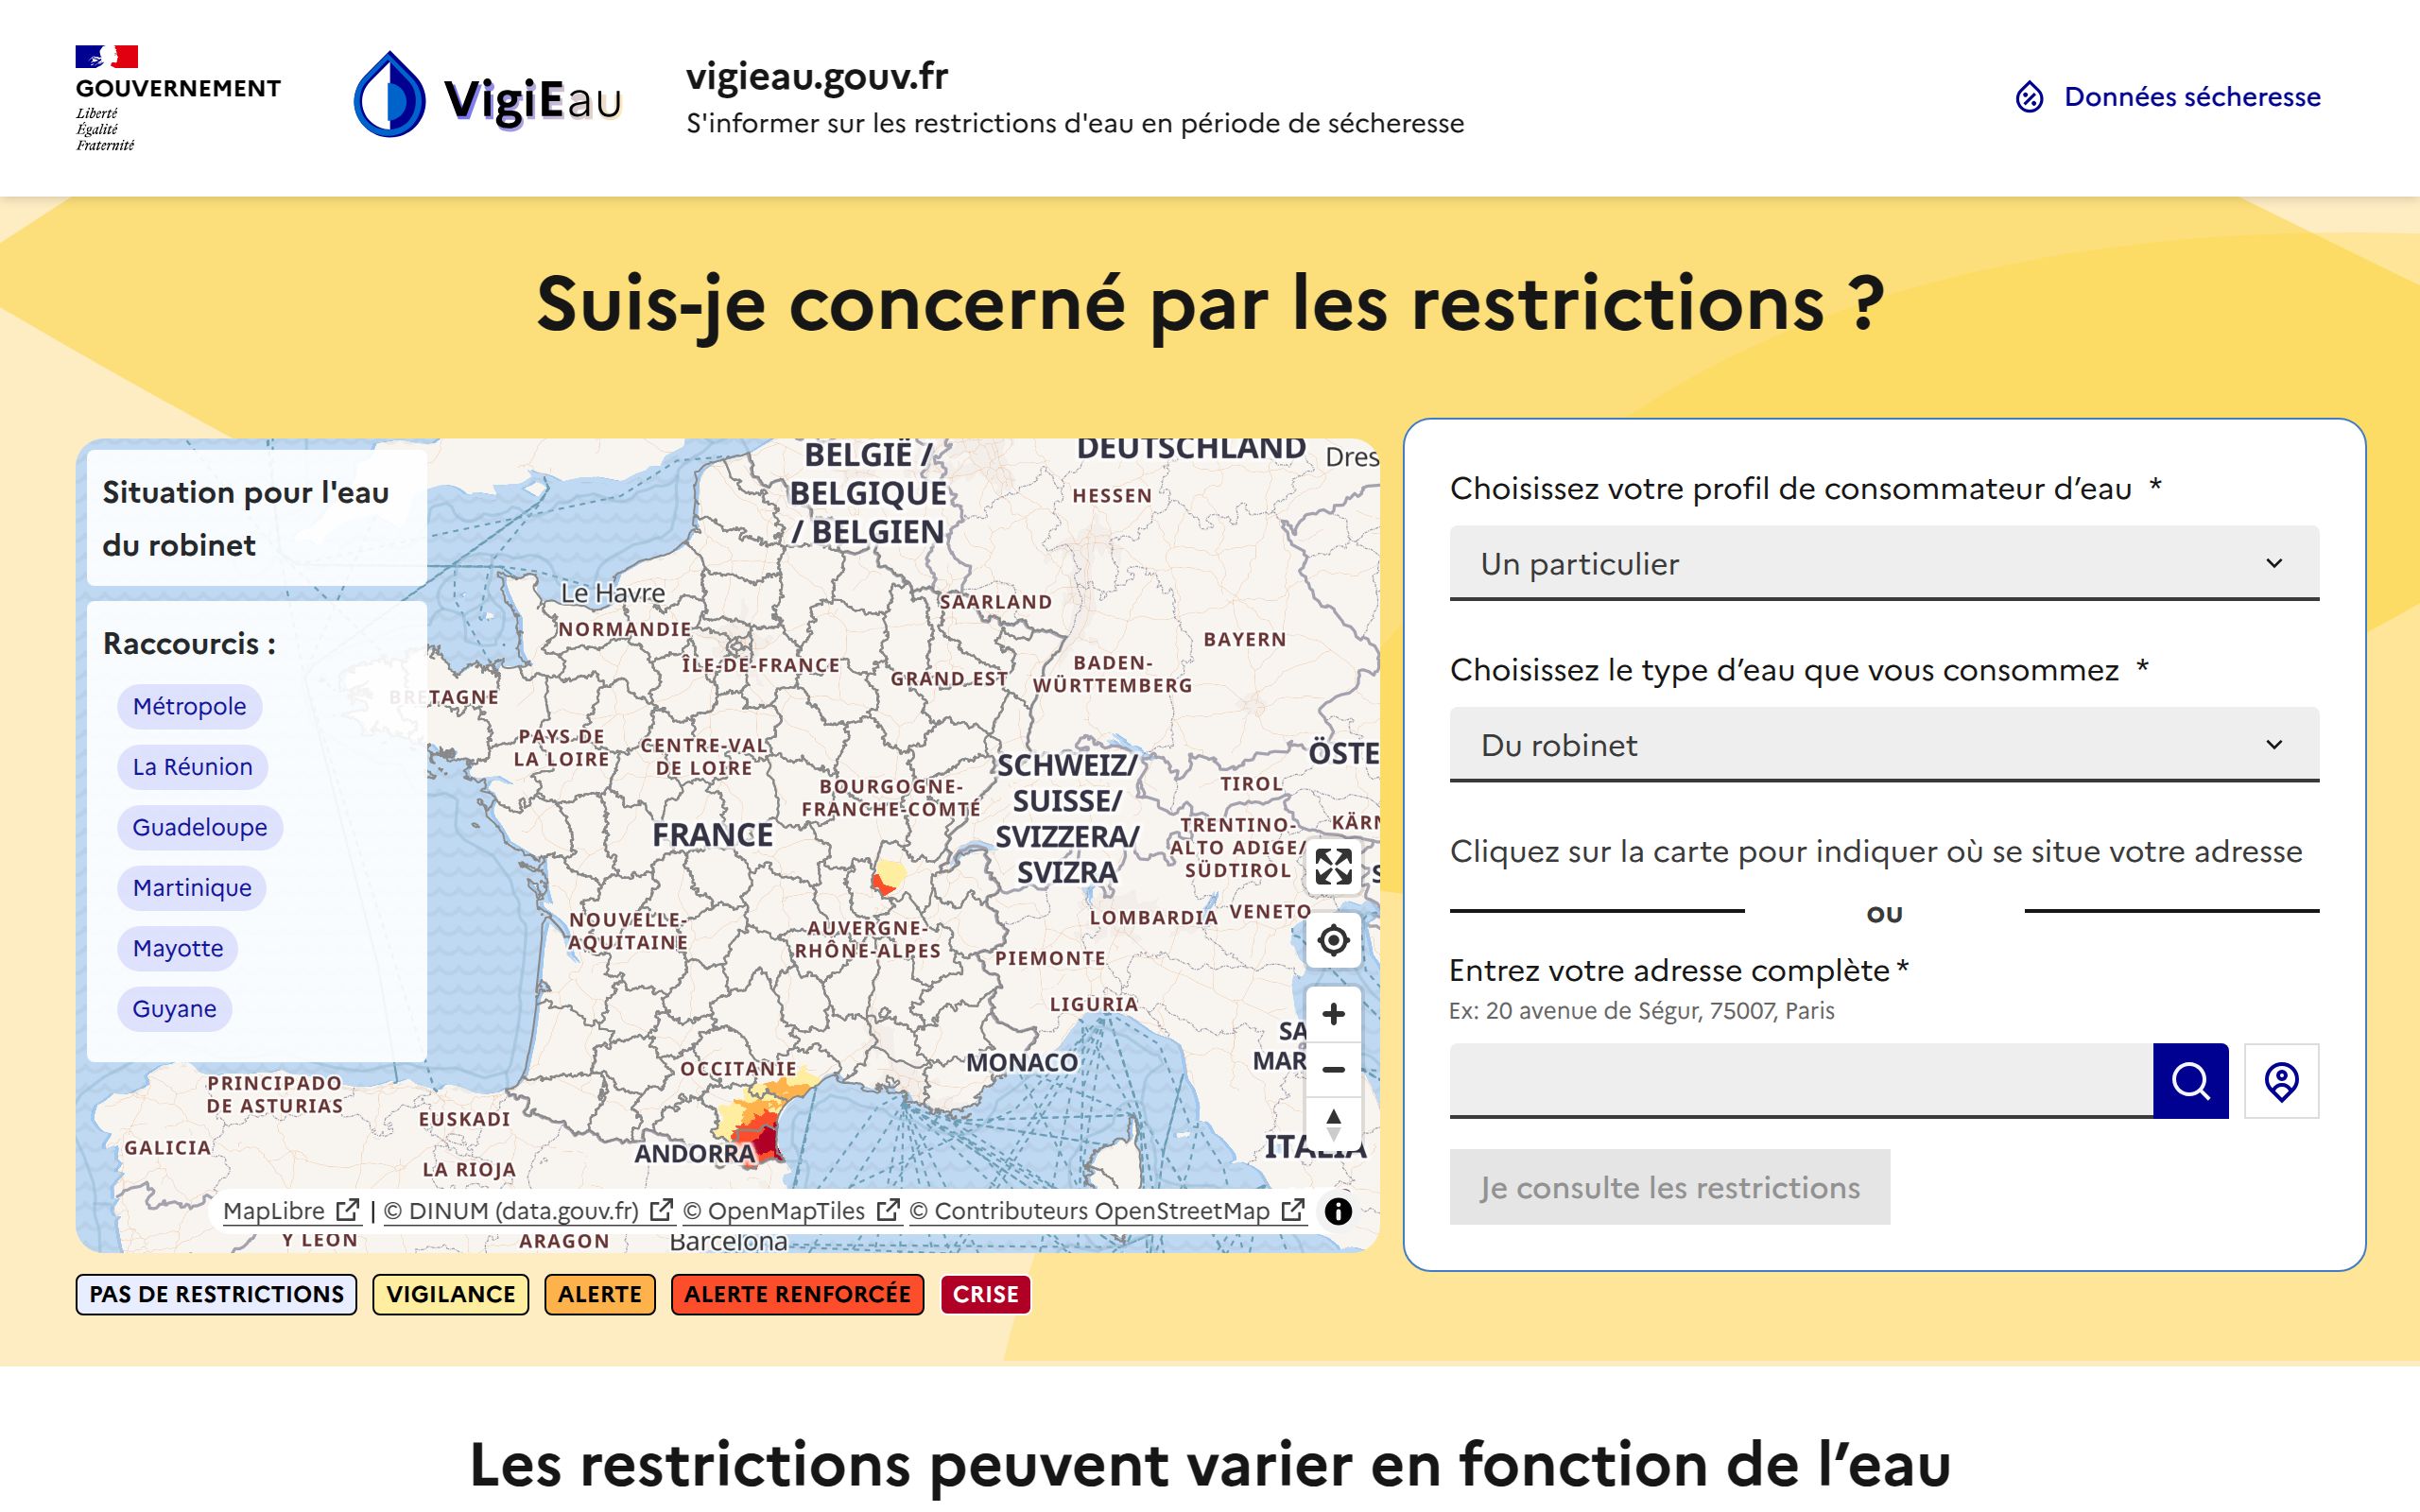 GOUVERNEMENT
Liberté
Égalité
Fraternité
VigiEau
vigieau.gouv.fr
S'informer sur les restrictions d'eau en période de sécheresse
Données sécheresse
Suis-je concerné par les restrictions ?
Situation pour l'eau
du robinet
Raccourcis :
Métropole
La Réunion
Guadeloupe
Martinique
Mayotte
Guyane
BELGIË /
BELGIQUE
/ BELGIEN
DEUTSCHLAND
Dres
HESSEN
Le Havre
NORMANDIE
SAARLAND
ÎLE-DE-FRANCE
GRAND EST
BAYERN
BADEN-
WÜRTTEMBERG
BRETAGNE
PAYS DE
LA LOIRE
CENTRE-VAL
DE LOIRE
BOURGOGNE-
FRANCHE-COMTÉ
SCHWEIZ/
SUISSE/
SVIZZERA/
SVIZRA
ÖSTE
TIROL
KÄRN
TRENTINO-
ALTO ADIGE/
SÜDTIROL
FRANCE
NOUVELLE-
AQUITAINE
AUVERGNE-
RHÔNE-ALPES
LOMBARDIA
VENETO
PIEMONTE
LIGURIA
SA
MAR
MONACO
OCCITANIE
PRINCIPADO
DE ASTURIAS
EUSKADI
GALICIA
LA RIOJA
ANDORRA
ITALIA
MapLibre | © DINUM (data.gouv.fr) © OpenMapTiles © Contributeurs OpenStreetMap
Y LEÓN
ARAGÓN
Barcelona
PAS DE RESTRICTIONS
VIGILANCE
ALERTE
ALERTE RENFORCÉE
CRISE
Choisissez votre profil de consommateur d’eau *
Un particulier
Choisissez le type d’eau que vous consommez *
Du robinet
Cliquez sur la carte pour indiquer où se situe votre adresse
OU
Entrez votre adresse complète *
Ex: 20 avenue de Ségur, 75007, Paris
Je consulte les restrictions
Les restrictions peuvent varier en fonction de l’eau